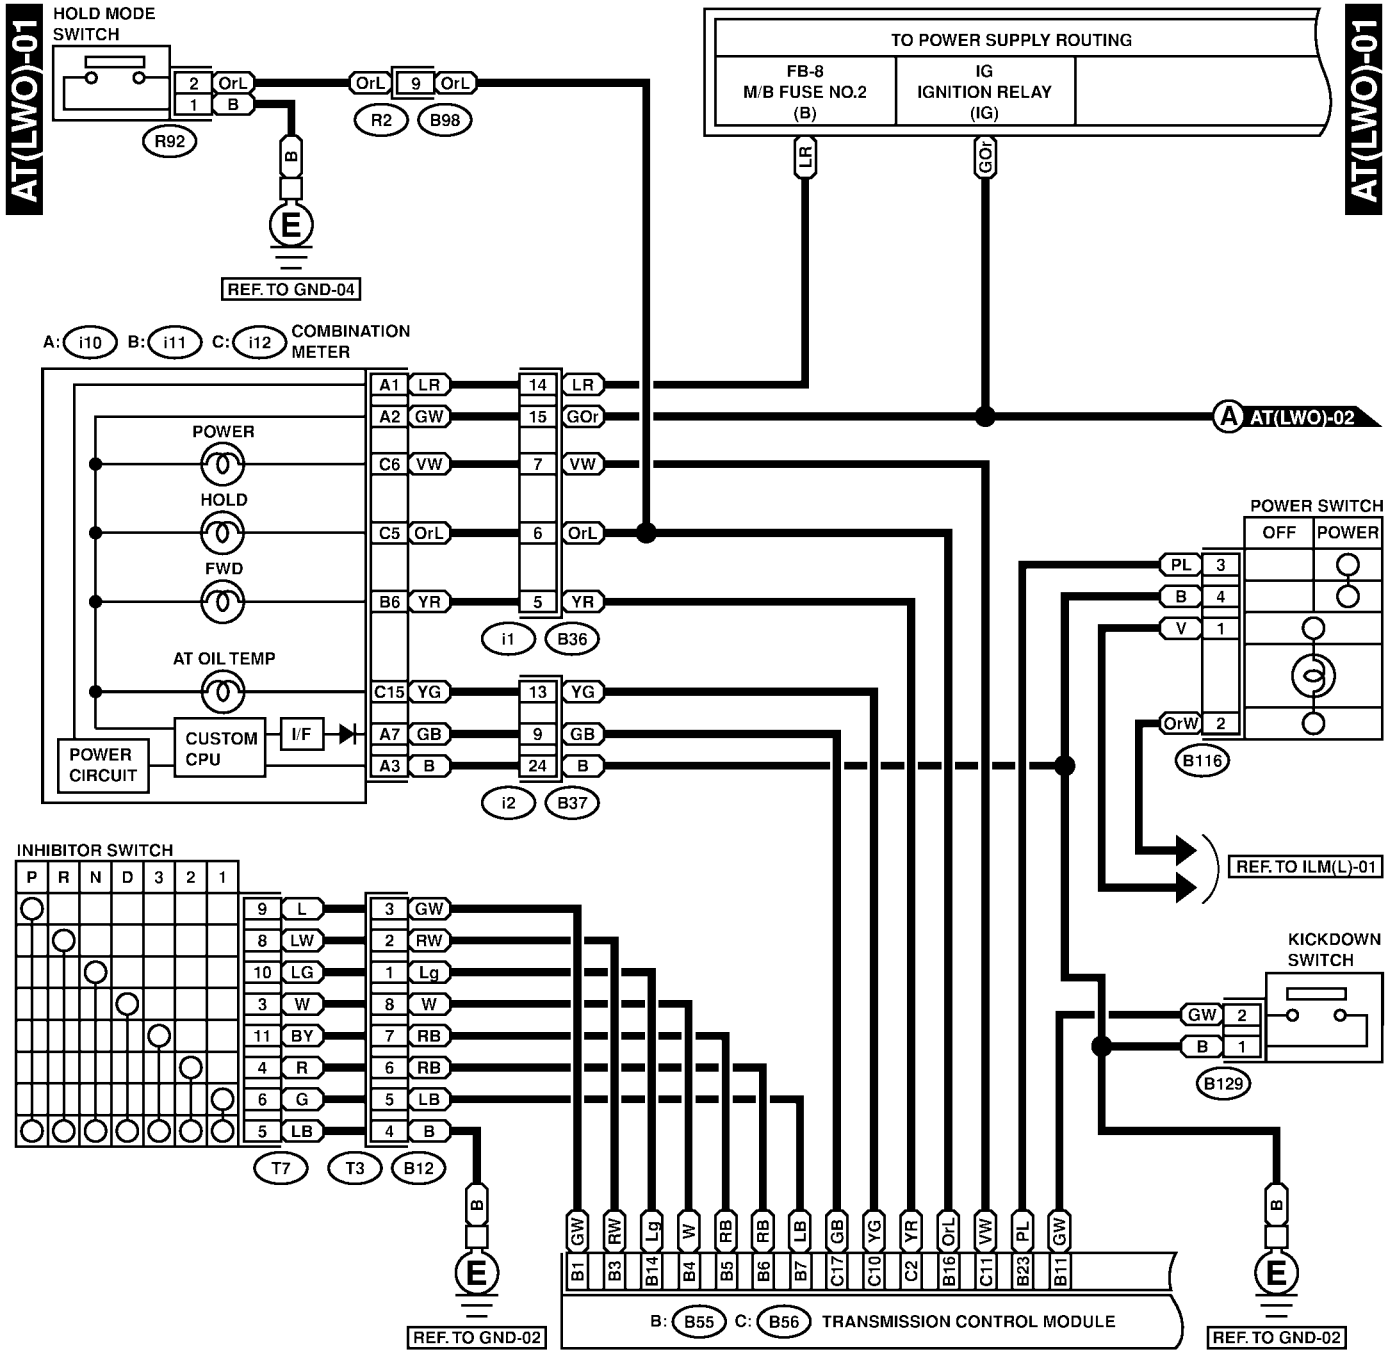 AT(LWO)-01
HOLD MODE
SWITCH
2 OrL OrL 9 OrL
1 B
R92
R2 B98
B
E
REF. TO GND-04
TO POWER SUPPLY ROUTING
FB-8
M/B FUSE NO.2
(B)
IG
IGNITION RELAY
(IG)
LR
GOr
AT(LWO)-01
A: i10 B: i11 C: i12 COMBINATION
METER
A1 LR 14 LR
A2 GW 15 GOr
A AT(LWO)-02
POWER
C6 VW 7 VW
HOLD
C5 OrL 6 OrL
FWD
B6 YR 5 YR
i1 B36
AT OIL TEMP
C15 YG 13 YG
A7 GB 9 GB
A3 B 24 B
i2 B37
POWER
CIRCUIT
CUSTOM
CPU
I/F
POWER SWITCH
OFF POWER
PL 3
B 4
V 1
OrW 2
B116
REF. TO ILM(L)-01
INHIBITOR SWITCH
P R N D 3 2 1
9 L 3 GW
8 LW 2 RW
10 LG 1 Lg
3 W 8 W
11 BY 7 RB
4 R 6 RB
6 G 5 LB
5 LB 4 B
T7 T3 B12
B
E
REF. TO GND-02
KICKDOWN
SWITCH
GW 2
B 1
B129
B
E
REF. TO GND-02
GW RW Lg W RB RB LB GB YG YR OrL VW PL GW
B1 B3 B14 B4 B5 B6 B7 C17 C10 C2 B16 C11 B23 B11
B: B55 C: B56 TRANSMISSION CONTROL MODULE